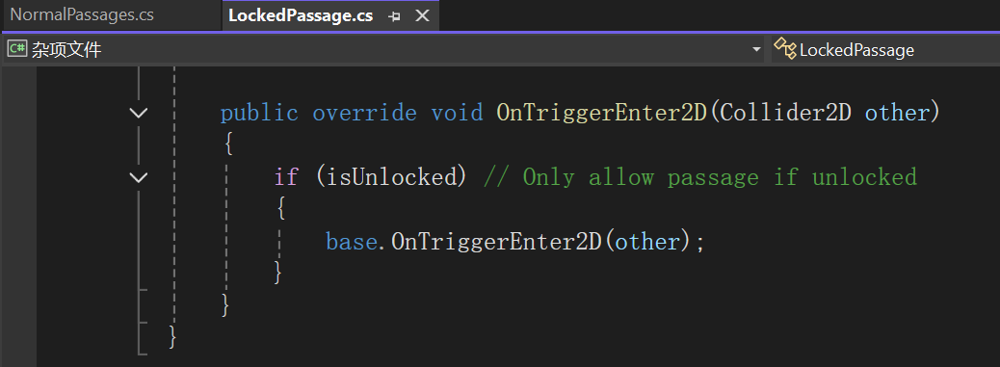 NormalPassages.cs LockedPassage.cs
C# 杂项文件 LockedPassage
public override void OnTriggerEnter2D(Collider2D other)
{
if (isUnlocked) // Only allow passage if unlocked
{
base.OnTriggerEnter2D(other);
}
}
}